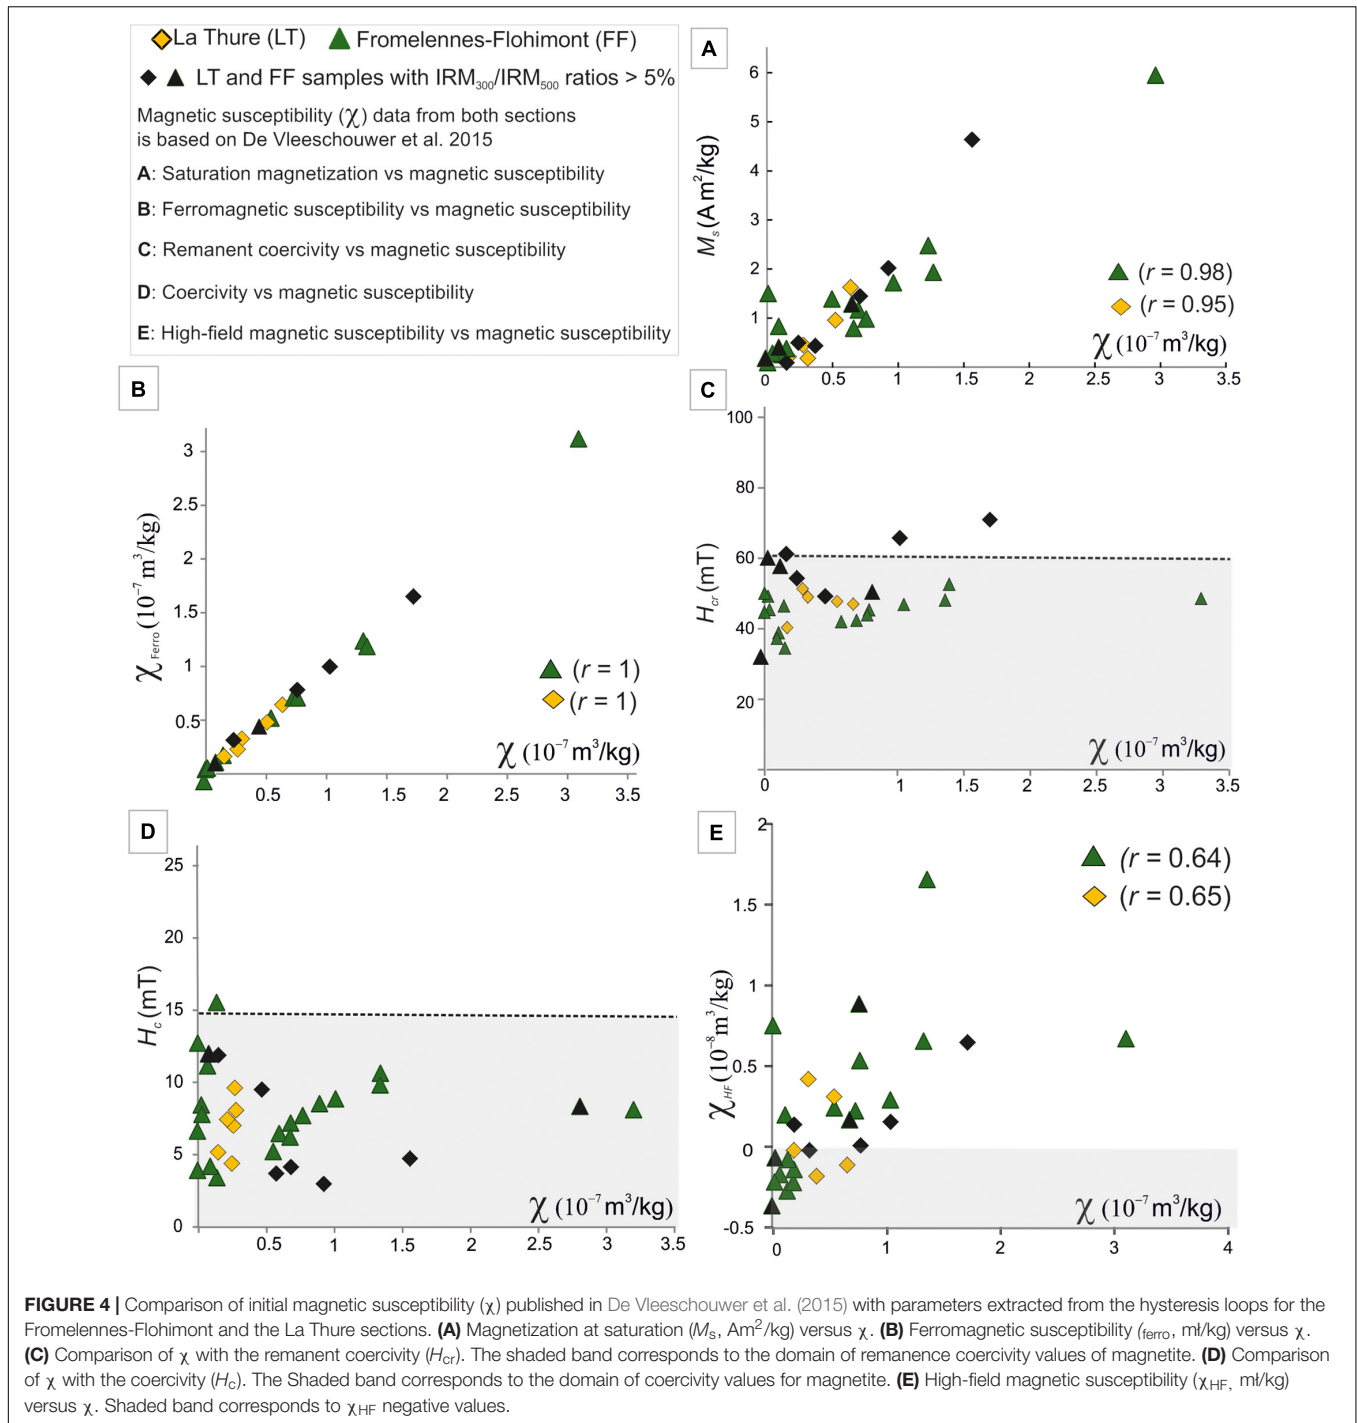 La Thure (LT) Fromelennes-Flohimont (FF)
LT and FF samples with IRM300/IRM500 ratios > 5%
Magnetic susceptibility (χ) data from both sections
is based on De Vleeschouwer et al. 2015
A: Saturation magnetization vs magnetic susceptibility
B: Ferromagnetic susceptibility vs magnetic susceptibility
C: Remanent coercivity vs magnetic susceptibility
D: Coercivity vs magnetic susceptibility
E: High-field magnetic susceptibility vs magnetic susceptibility
A
6
5
4
3
2
1
Ms (A m²/kg)
(r = 0.98)
(r = 0.95)
χ (10⁻⁷ m³/kg)
0 0.5 1 1.5 2 2.5 3 3.5
B
3
2.5
2
1.5
1
0.5
χ Ferro (10⁻⁷ m³/kg)
(r = 1)
(r = 1)
χ (10⁻⁷ m³/kg)
0.5 1 1.5 2 2.5 3 3.5
C
100
80
60
40
20
Hcr (mT)
χ (10⁻⁷ m³/kg)
0 1 1.5 2 2.5 3 3.5
D
25
20
15
10
5
0
Hc (mT)
χ (10⁻⁷ m³/kg)
0.5 1 1.5 2 2.5 3 3.5
E
2
1.5
1
0.5
0
-0.5
χHF (10⁻⁸ m³/kg)
(r = 0.64)
(r = 0.65)
χ (10⁻⁷ m³/kg)
0 1 2 3 4
FIGURE 4 | Comparison of initial magnetic susceptibility (χ) published in De Vleeschouwer et al. (2015) with parameters extracted from the hysteresis loops for the
Fromelennes-Flohimont and the La Thure sections. (A) Magnetization at saturation (Ms, Am²/kg) versus χ. (B) Ferromagnetic susceptibility (ferro, mł/kg) versus χ.
(C) Comparison of χ with the remanent coercivity (Hcr). The shaded band corresponds to the domain of remanence coercivity values of magnetite. (D) Comparison
of χ with the coercivity (Hc). The Shaded band corresponds to the domain of coercivity values for magnetite. (E) High-field magnetic susceptibility (χHF, mł/kg)
versus χ. Shaded band corresponds to χHF negative values.